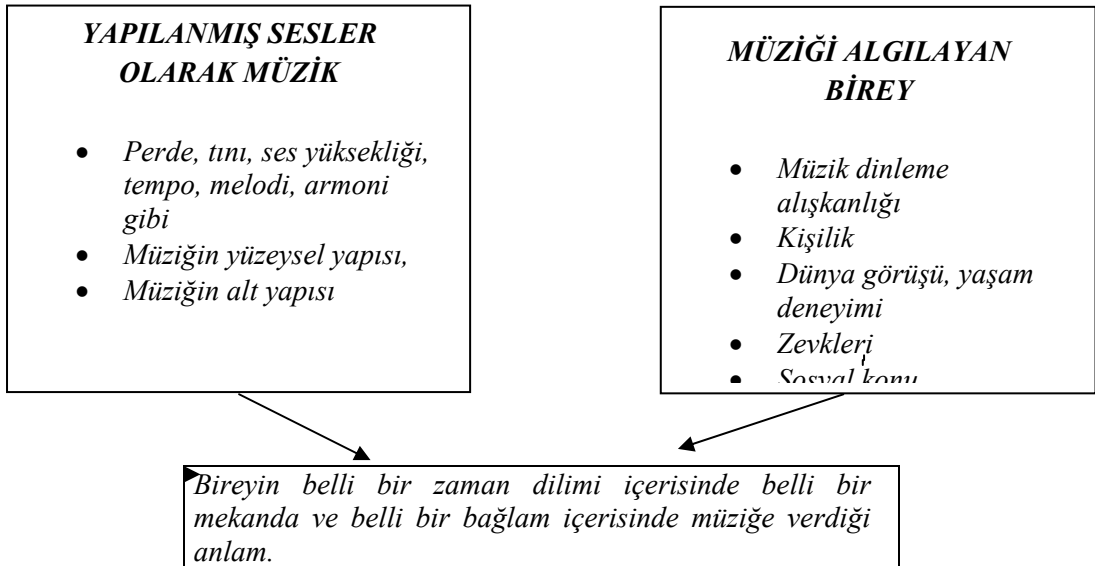 YAPILANMIŞ SESLER
OLARAK MÜZİK
• Perde, tını, ses yüksekliği,
tempo, melodi, armoni
gibi
• Müziğin yüzeysel yapısı,
• Müziğin alt yapısı
MÜZİĞİ ALGILAYAN
BİREY
• Müzik dinleme
alışkanlığı
• Kişilik
• Dünya görüşü, yaşam
deneyimi
• Zevkleri
• Sosyal konu
Bireyin belli bir zaman dilimi içerisinde belli bir
mekanda ve belli bir bağlam içerisinde müziğe verdiği
anlam.